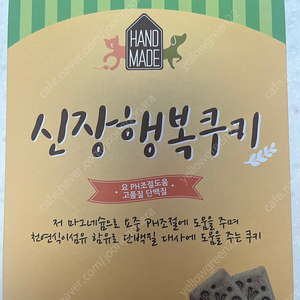 HAND
MADE
신장행복쿠키
요 PH조절도움
고품질 단백질
저 마그네슘으로 요중 PH조절에 도움을 주며
천연식이섬유 함유로 단백질 대사에 도움을 주는 쿠키